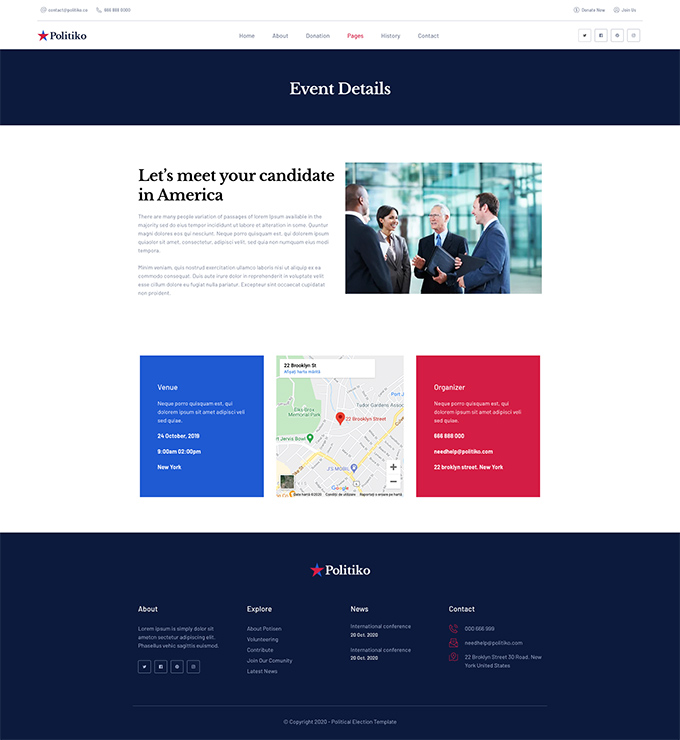 contact@politiko.co 666 888 0000 Donate Now Join Us
Politiko Home About Donation Pages History Contact
Event Details
Let's meet your candidate
in America
There are many people variation of passages of lorem Ipsum available in the
majority sed do eius tempor incididunt ut labore et alteration in some. Quuntur
magni dolores eos qui nesciunt. Neque porro quisquam est, qui dolorem ipsum
quiaolor sit amet, consectetur, adipisci velit, sed quia non numquam eius modi
tempora.
Minim veniam, quis nostrud exercitation ullamco laboris nisi ut aliquip ex ea
commodo consequat. Duis aute irure dolor in reprehenderit in voluptate velit
esse cillum dolore eu fugiat nulla pariatur. Excepteur sint occaecat cupidatat
non proident.
Venue
Neque porro quisquam est, qui
dolorem ipsum sit amet adipisci veli
sed quise.
24 October, 2019
9:00am 02:00pm
New York
22 Brooklyn St
Afișați harta mărită
Port J
Tudor Gardens Assoc
Elks Brox
Memorial Park
22 Brooklyn Street
rt Jarvis Bowl
J'S MOBIL
Google
Date hartă ©2020 Condiții de utilizare Raportați o eroare pe hartă
Organizer
Neque porro quisquam est, qui
dolorem ipsum sit amet adipisci veli
sed quise.
666 888 000
needhelp@politiko.com
22 broklyn street, New York
Politiko
About
Lorem Ipsum is simply dolor sit
ametcn sectetur adipiscing elit.
Phasellus vehic sagittis euismod.
Explore
About Potisen
Volunteering
Contribute
Join Our Comunity
Latest News
News
International conference
20 Oct, 2020
International conference
20 Oct, 2020
Contact
000 666 999
needhelp@politiko.com
22 Broklyn Street 30 Road, New
York United States
© Copyright 2020 - Political Election Template